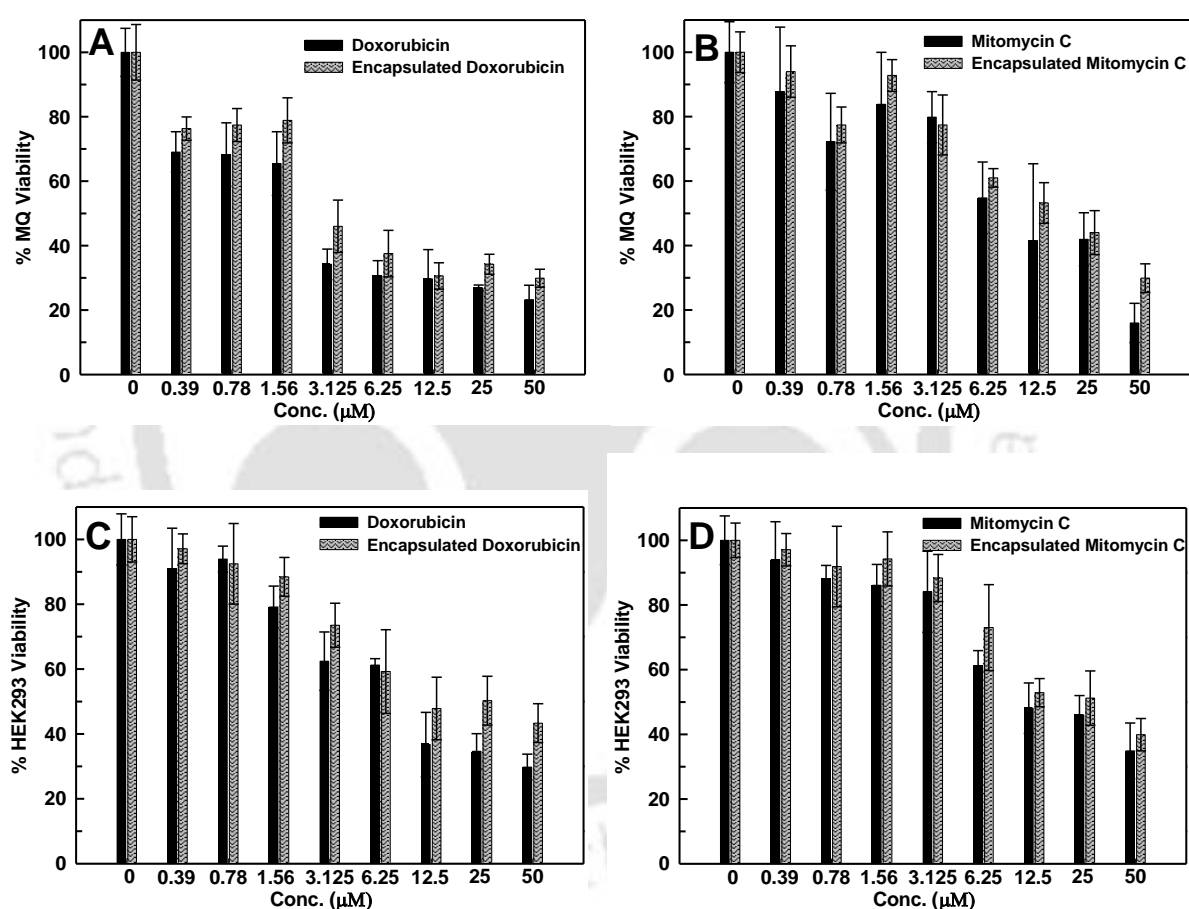 A
Doxorubicin
Encapsulated Doxorubicin
% MQ Viability
100
80
60
40
20
0
0 0.39 0.78 1.56 3.125 6.25 12.5 25 50
Conc. (μM)
B
Mitomycin C
Encapsulated Mitomycin C
% MQ Viability
100
80
60
40
20
0
0 0.39 0.78 1.56 3.125 6.25 12.5 25 50
Conc. (μM)
C
Doxorubicin
Encapsulated Doxorubicin
% HEK293 Viability
100
80
60
40
20
0
0 0.39 0.78 1.56 3.125 6.25 12.5 25 50
Conc. (μM)
D
Mitomycin C
Encapsulated Mitomycin C
% HEK293 Viability
100
80
60
40
20
0
0 0.39 0.78 1.56 3.125 6.25 12.5 25 50
Conc. (μM)